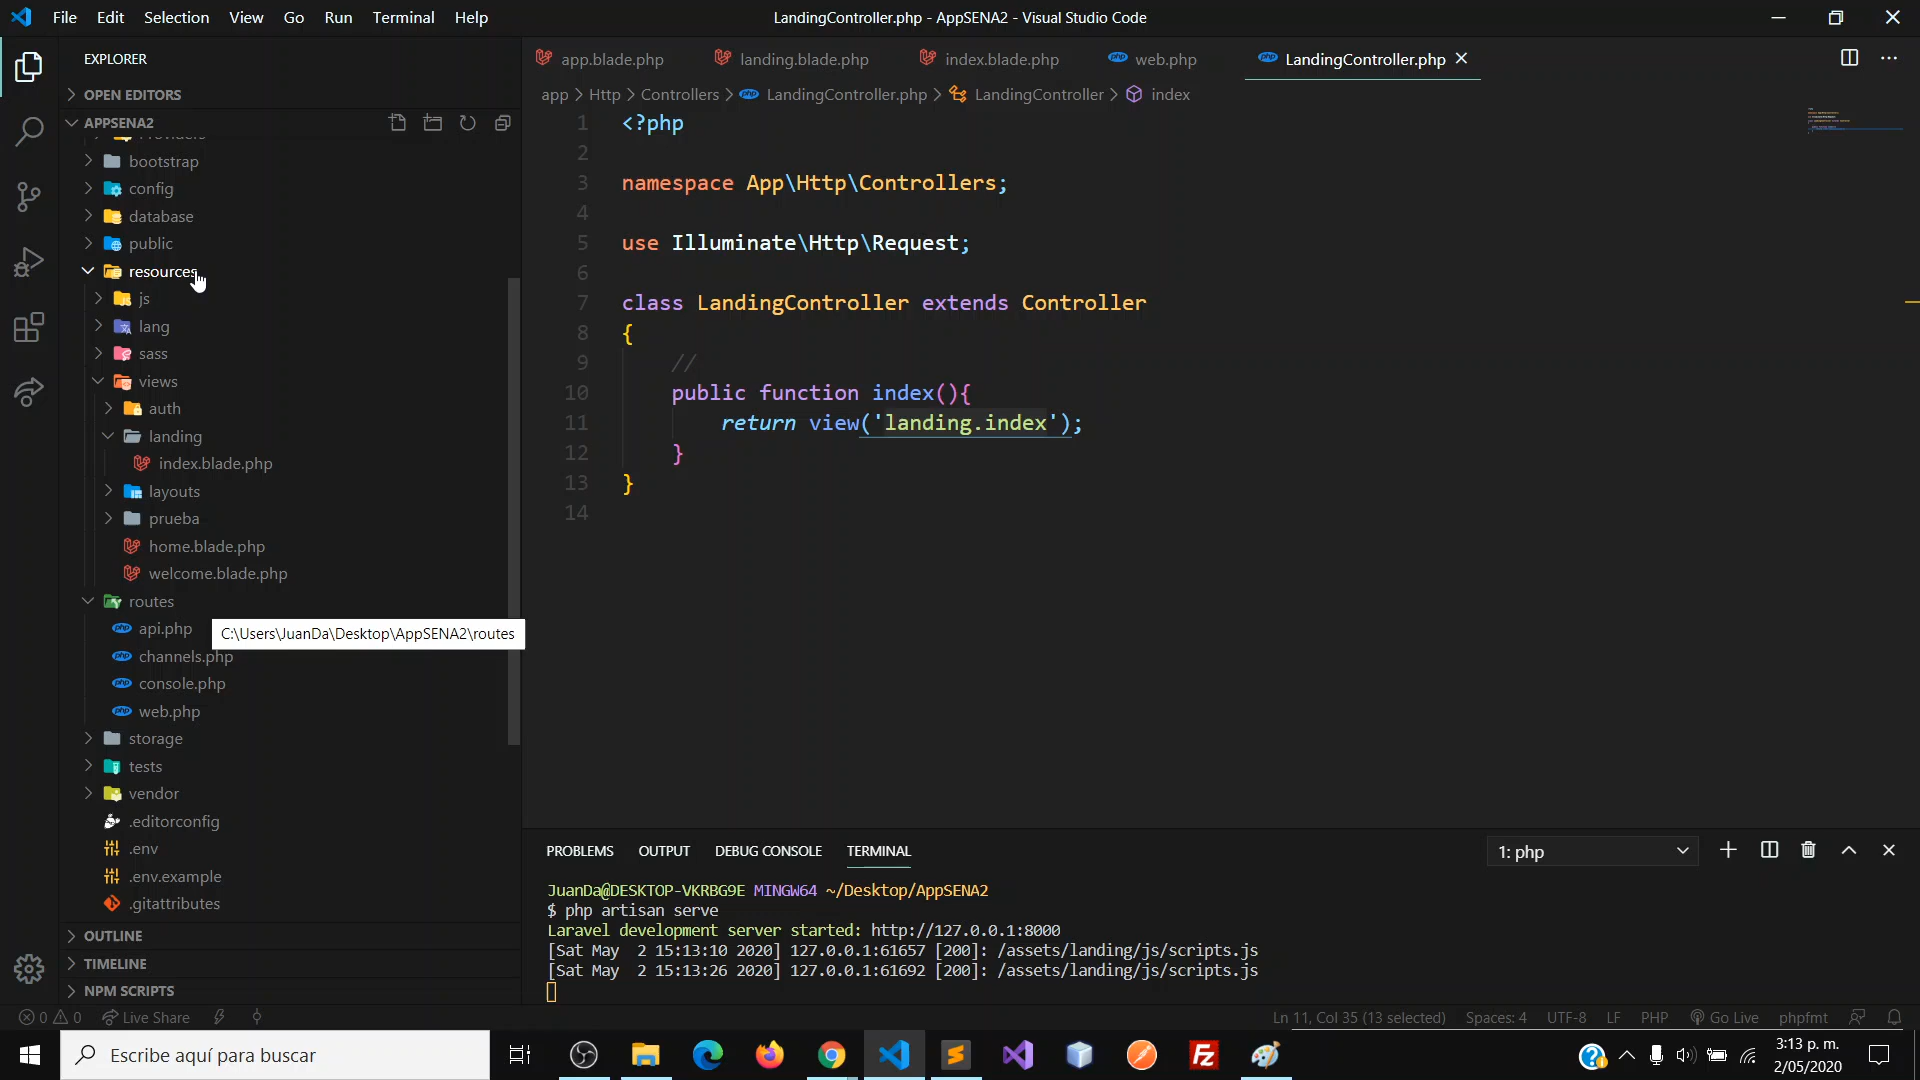 File Edit Selection View Go Run Terminal Help
LandingController.php - AppSENA2 - Visual Studio Code
EXPLORER
OPEN EDITORS
APPSENA2
Providers
bootstrap
config
database
public
resources
js
lang
sass
views
auth
landing
index.blade.php
layouts
prueba
home.blade.php
welcome.blade.php
routes
api.php
C:\Users\JuanDa\Desktop\AppSENA2\routes
channels.php
console.php
web.php
storage
tests
vendor
.editorconfig
.env
.env.example
.gitattributes
OUTLINE
TIMELINE
NPM SCRIPTS
app.blade.php landing.blade.php index.blade.php web.php LandingController.php
app > Http > Controllers > LandingController.php > LandingController > index
1 <?php
2
3 namespace App\Http\Controllers;
4
5 use Illuminate\Http\Request;
6
7 class LandingController extends Controller
8 {
9 //
10 public function index(){
11 return view('landing.index');
12 }
13 }
14
PROBLEMS OUTPUT DEBUG CONSOLE TERMINAL
1: php
JuanDa@DESKTOP-VKRBG9E MINGW64 ~/Desktop/AppSENA2
$ php artisan serve
Laravel development server started: http://127.0.0.1:8000
[Sat May  2 15:13:10 2020] 127.0.0.1:61657 [200]: /assets/landing/js/scripts.js
[Sat May  2 15:13:26 2020] 127.0.0.1:61692 [200]: /assets/landing/js/scripts.js
0 0 Live Share
Ln 11, Col 35 (13 selected) Spaces: 4 UTF-8 LF PHP Go Live phpfmt
Escribe aquí para buscar
3:13 p. m.
2/05/2020